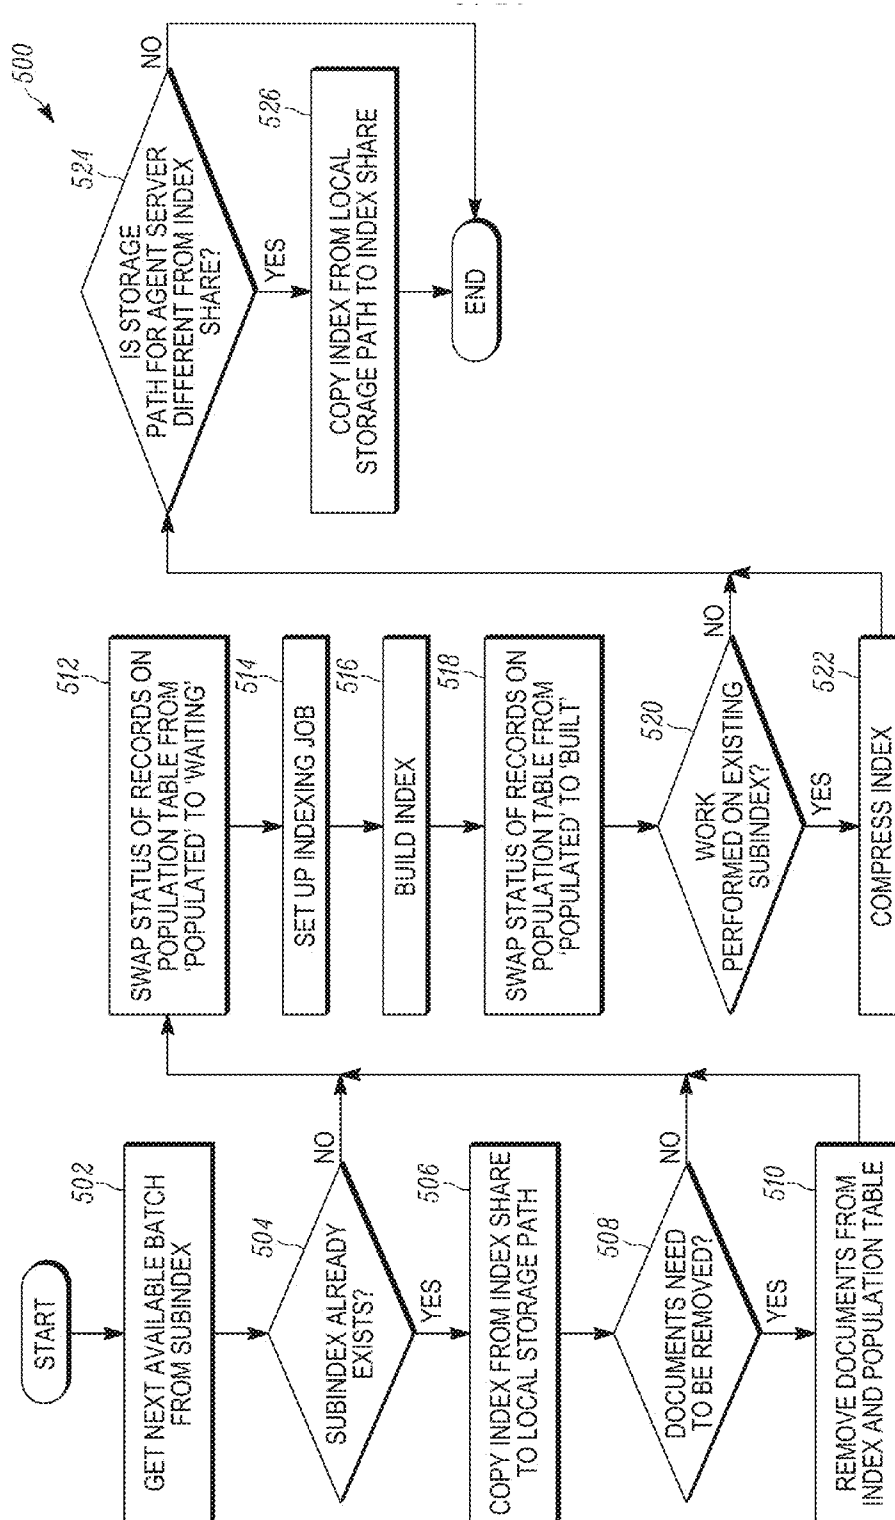 500
START
502
GET NEXT AVAILABLE BATCH
FROM SUBINDEX
504
SUBINDEX ALREADY
EXISTS?
NO
YES
506
COPY INDEX FROM INDEX SHARE
TO LOCAL STORAGE PATH
508
DOCUMENTS NEED
TO BE REMOVED?
NO
YES
510
REMOVE DOCUMENTS FROM
INDEX AND POPULATION TABLE
512
SWAP STATUS OF RECORDS ON
POPULATION TABLE FROM
'POPULATED' TO 'WAITING'
514
SET UP INDEXING JOB
516
BUILD INDEX
518
SWAP STATUS OF RECORDS ON
POPULATION TABLE FROM
'POPULATED' TO 'BUILT'
520
WORK
PERFORMED ON EXISTING
SUBINDEX?
NO
YES
522
COMPRESS INDEX
524
IS STORAGE
PATH FOR AGENT SERVER
DIFFERENT FROM INDEX
SHARE?
NO
YES
526
COPY INDEX FROM LOCAL
STORAGE PATH TO INDEX SHARE
END